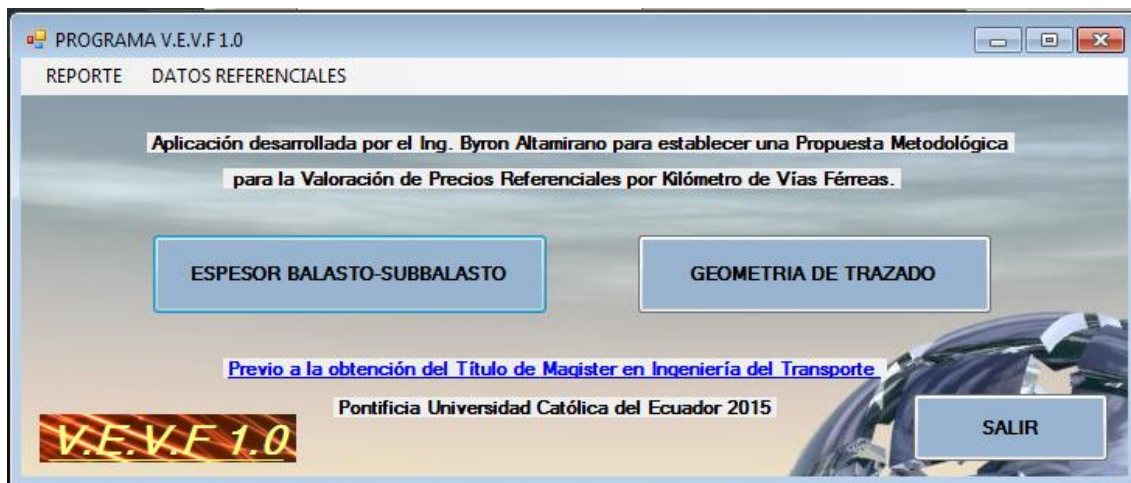 PROGRAMA V.E.V.F 1.0
REPORTE DATOS REFERENCIALES
Aplicación desarrollada por el Ing. Byron Altamirano para establecer una Propuesta Metodológica
para la Valoración de Precios Referenciales por Kilómetro de Vías Férreas.
ESPESOR BALASTO-SUBBALASTO
GEOMETRIA DE TRAZADO
Previo a la obtención del Título de Magister en Ingeniería del Transporte
Pontificia Universidad Católica del Ecuador 2015
V.E.V.F 1.0
SALIR